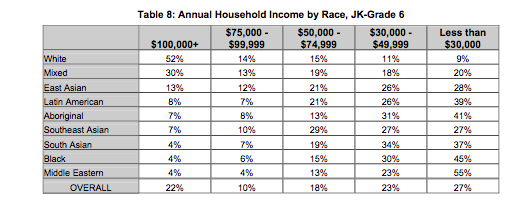 Table 8: Annual Household Income by Race, JK-Grade 6
$100,000+ $75,000 - $99,999 $50,000 - $74,999 $30,000 - $49,999 Less than $30,000
White 52% 14% 15% 11% 9%
Mixed 30% 13% 19% 18% 20%
East Asian 13% 12% 21% 26% 28%
Latin American 8% 7% 21% 26% 39%
Aboriginal 7% 8% 13% 31% 41%
Southeast Asian 7% 10% 29% 27% 27%
South Asian 4% 7% 19% 34% 37%
Black 4% 6% 15% 30% 45%
Middle Eastern 4% 4% 13% 23% 55%
OVERALL 22% 10% 18% 23% 27%